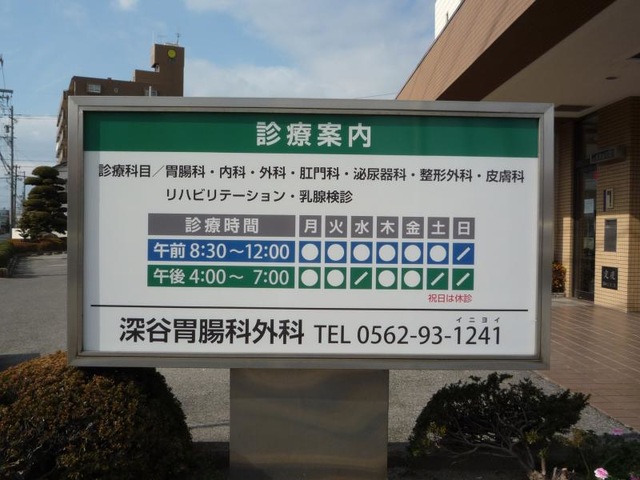 診療案内
診療科目／胃腸科・内科・外科・肛門科・泌尿器科・整形外科・皮膚科
リハビリテーション・乳腺検診
診療時間 月 火 水 木 金 土 日
午前 8:30〜12:00 ● ● ● ● ● ● /
午後 4:00〜 7:00 ● ● / ● ● / /
祝日は休診
イニヨイ
深谷胃腸科外科 TEL 0562-93-1241